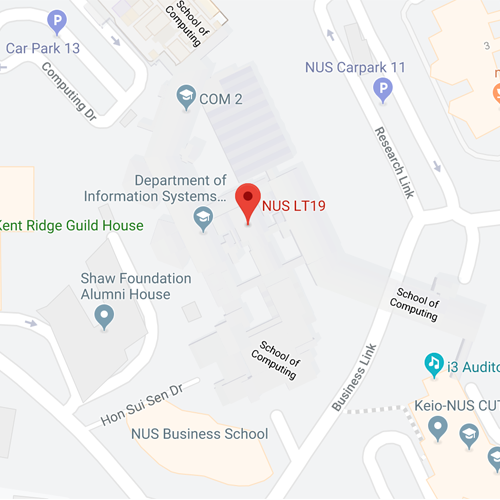 School of
Computing
Car Park 13
P
Computing Dr
COM 2
NUS Carpark 11
P
Research Link
Department of
Information Systems...
NUS LT19
Kent Ridge Guild House
Shaw Foundation
Alumni House
School of
Computing
School of
Computing
Business Link
Hon Sui Sen Dr
NUS Business School
i3 Audito
Keio-NUS CUT